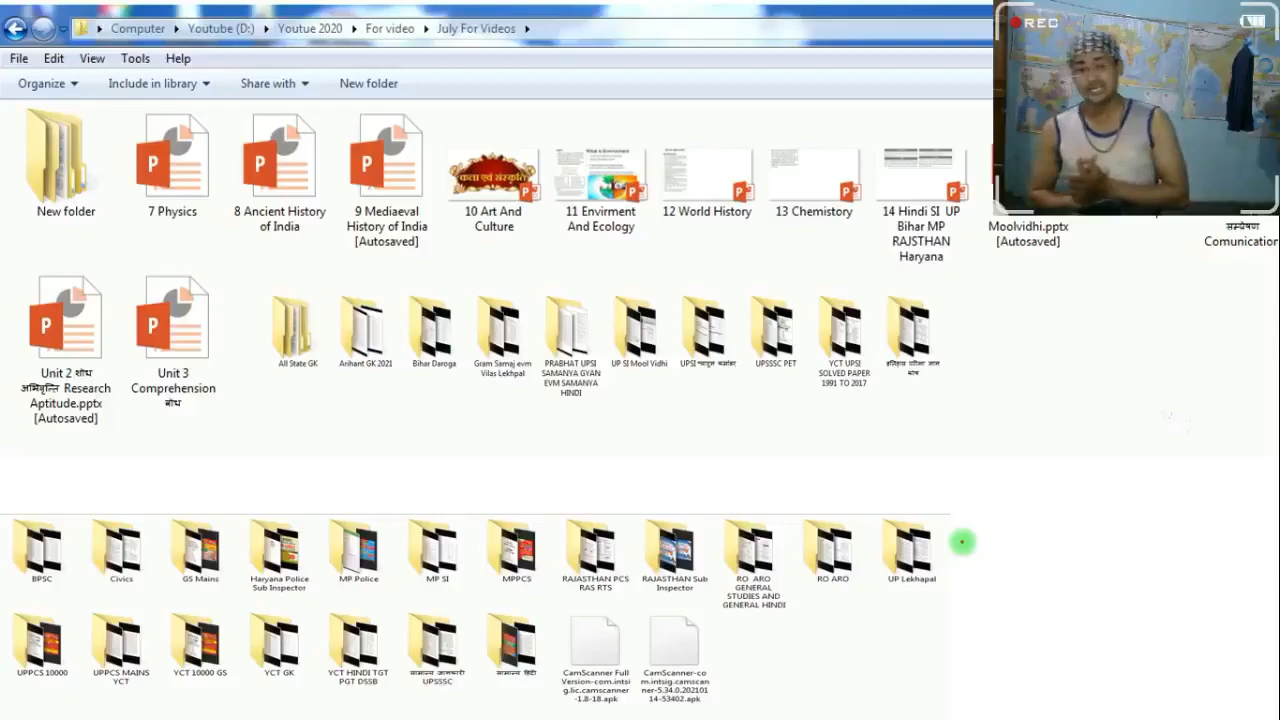 Computer ▸ Youtube (D:) ▸ Youtue 2020 ▸ For video ▸ July For Videos ▸
REC
File Edit View Tools Help
Organize Include in library Share with New folder
New folder
7 Physics
8 Ancient History
of India
9 Mediaeval
History of India
[Autosaved]
कला एवं संस्कृति
10 Art And
Culture
What is Environment
11 Envirment
And Ecology
12 World History
13 Chemistory
14 Hindi SI UP
Bihar MP
RAJSTHAN
Haryana
Moolvidhi.pptx
[Autosaved]
सम्प्रेषण
Comunication
Unit 2 शोध
अभिवृत्ति Research
Aptitude.pptx
[Autosaved]
Unit 3
Comprehension
बोध
All State GK
Arihant GK 2021
Bihar Daroga
Gram Samaj evm
Vilas Lekhpal
PRABHAT UPSI
SAMANYA GYAN
EVM SAMANYA
HINDI
UP SI Mool Vidhi
UPSI
UPSSSC PET
YCT UPSI
SOLVED PAPER
1991 TO 2017
BPSC
Civics
GS Mains
Haryana Police
Sub Inspector
MP Police
MP SI
MPPCS
RAJASTHAN PCS
RAS RTS
RAJASTHAN Sub
Inspector
RO ARO
GENERAL
STUDIES AND
GENERAL HINDI
RO ARO
UP Lekhapal
UPPCS 10000
UPPCS MAINS
YCT
YCT 10000 GS
YCT GK
YCT HINDI TGT
PGT DSSB
सामान्य जानकारी
UPSSSC
सामान्य हिंदी
CamScanner Full
Version-com.intsi
g.lic.camscanner
-1.8-18.apk
CamScanner-co
m.intsig.camscan
ner-5.34.0.202101
14-53402.apk